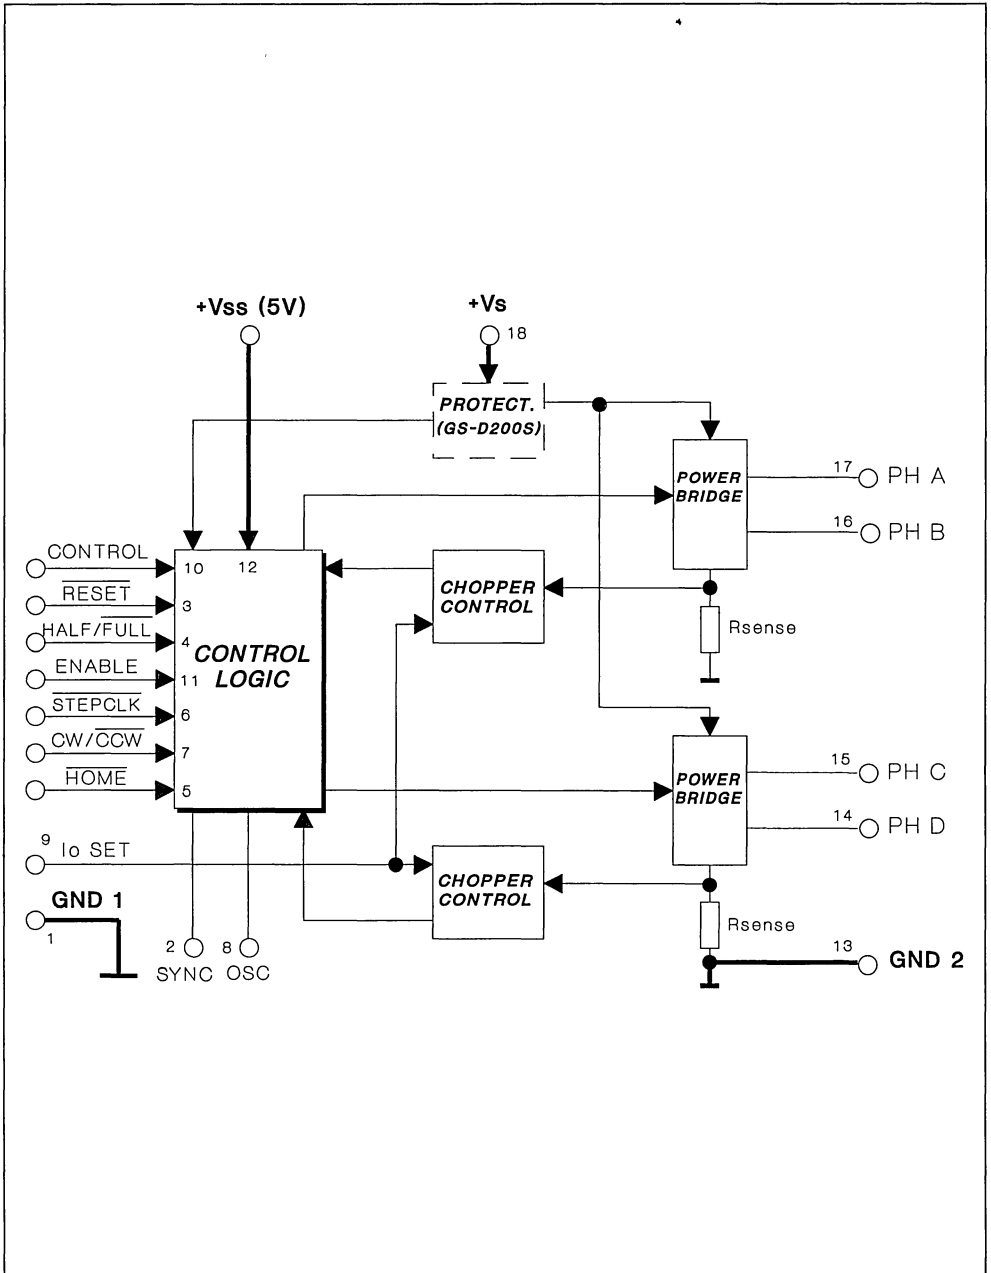 +Vss (5V)
+Vs
18
PROTECT.
(GS-D200S)
POWER
BRIDGE
17
PH A
16
PH B
CONTROL
10
12
RESET
3
HALF/FULL
4
ENABLE
11
STEPCLK
6
CW/CCW
7
HOME
5
CONTROL
LOGIC
CHOPPER
CONTROL
Rsense
POWER
BRIDGE
15
PH C
14
PH D
9
Io SET
CHOPPER
CONTROL
Rsense
GND 1
1
2
SYNC
8
OSC
13
GND 2